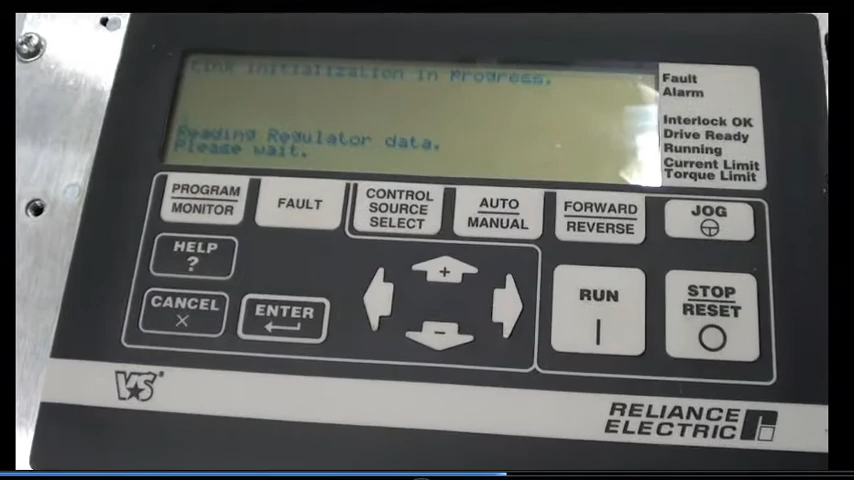 Link initialization in Progress.
Reading Regulator data.
Please wait.
Fault
Alarm
Interlock OK
Drive Ready
Running
Current Limit
Torque Limit
PROGRAM
MONITOR
FAULT
CONTROL
SOURCE
SELECT
AUTO
MANUAL
FORWARD
REVERSE
JOG
HELP
?
CANCEL
X
ENTER
+
-
RUN
|
STOP
RESET
O
VS
RELIANCE
ELECTRIC
R